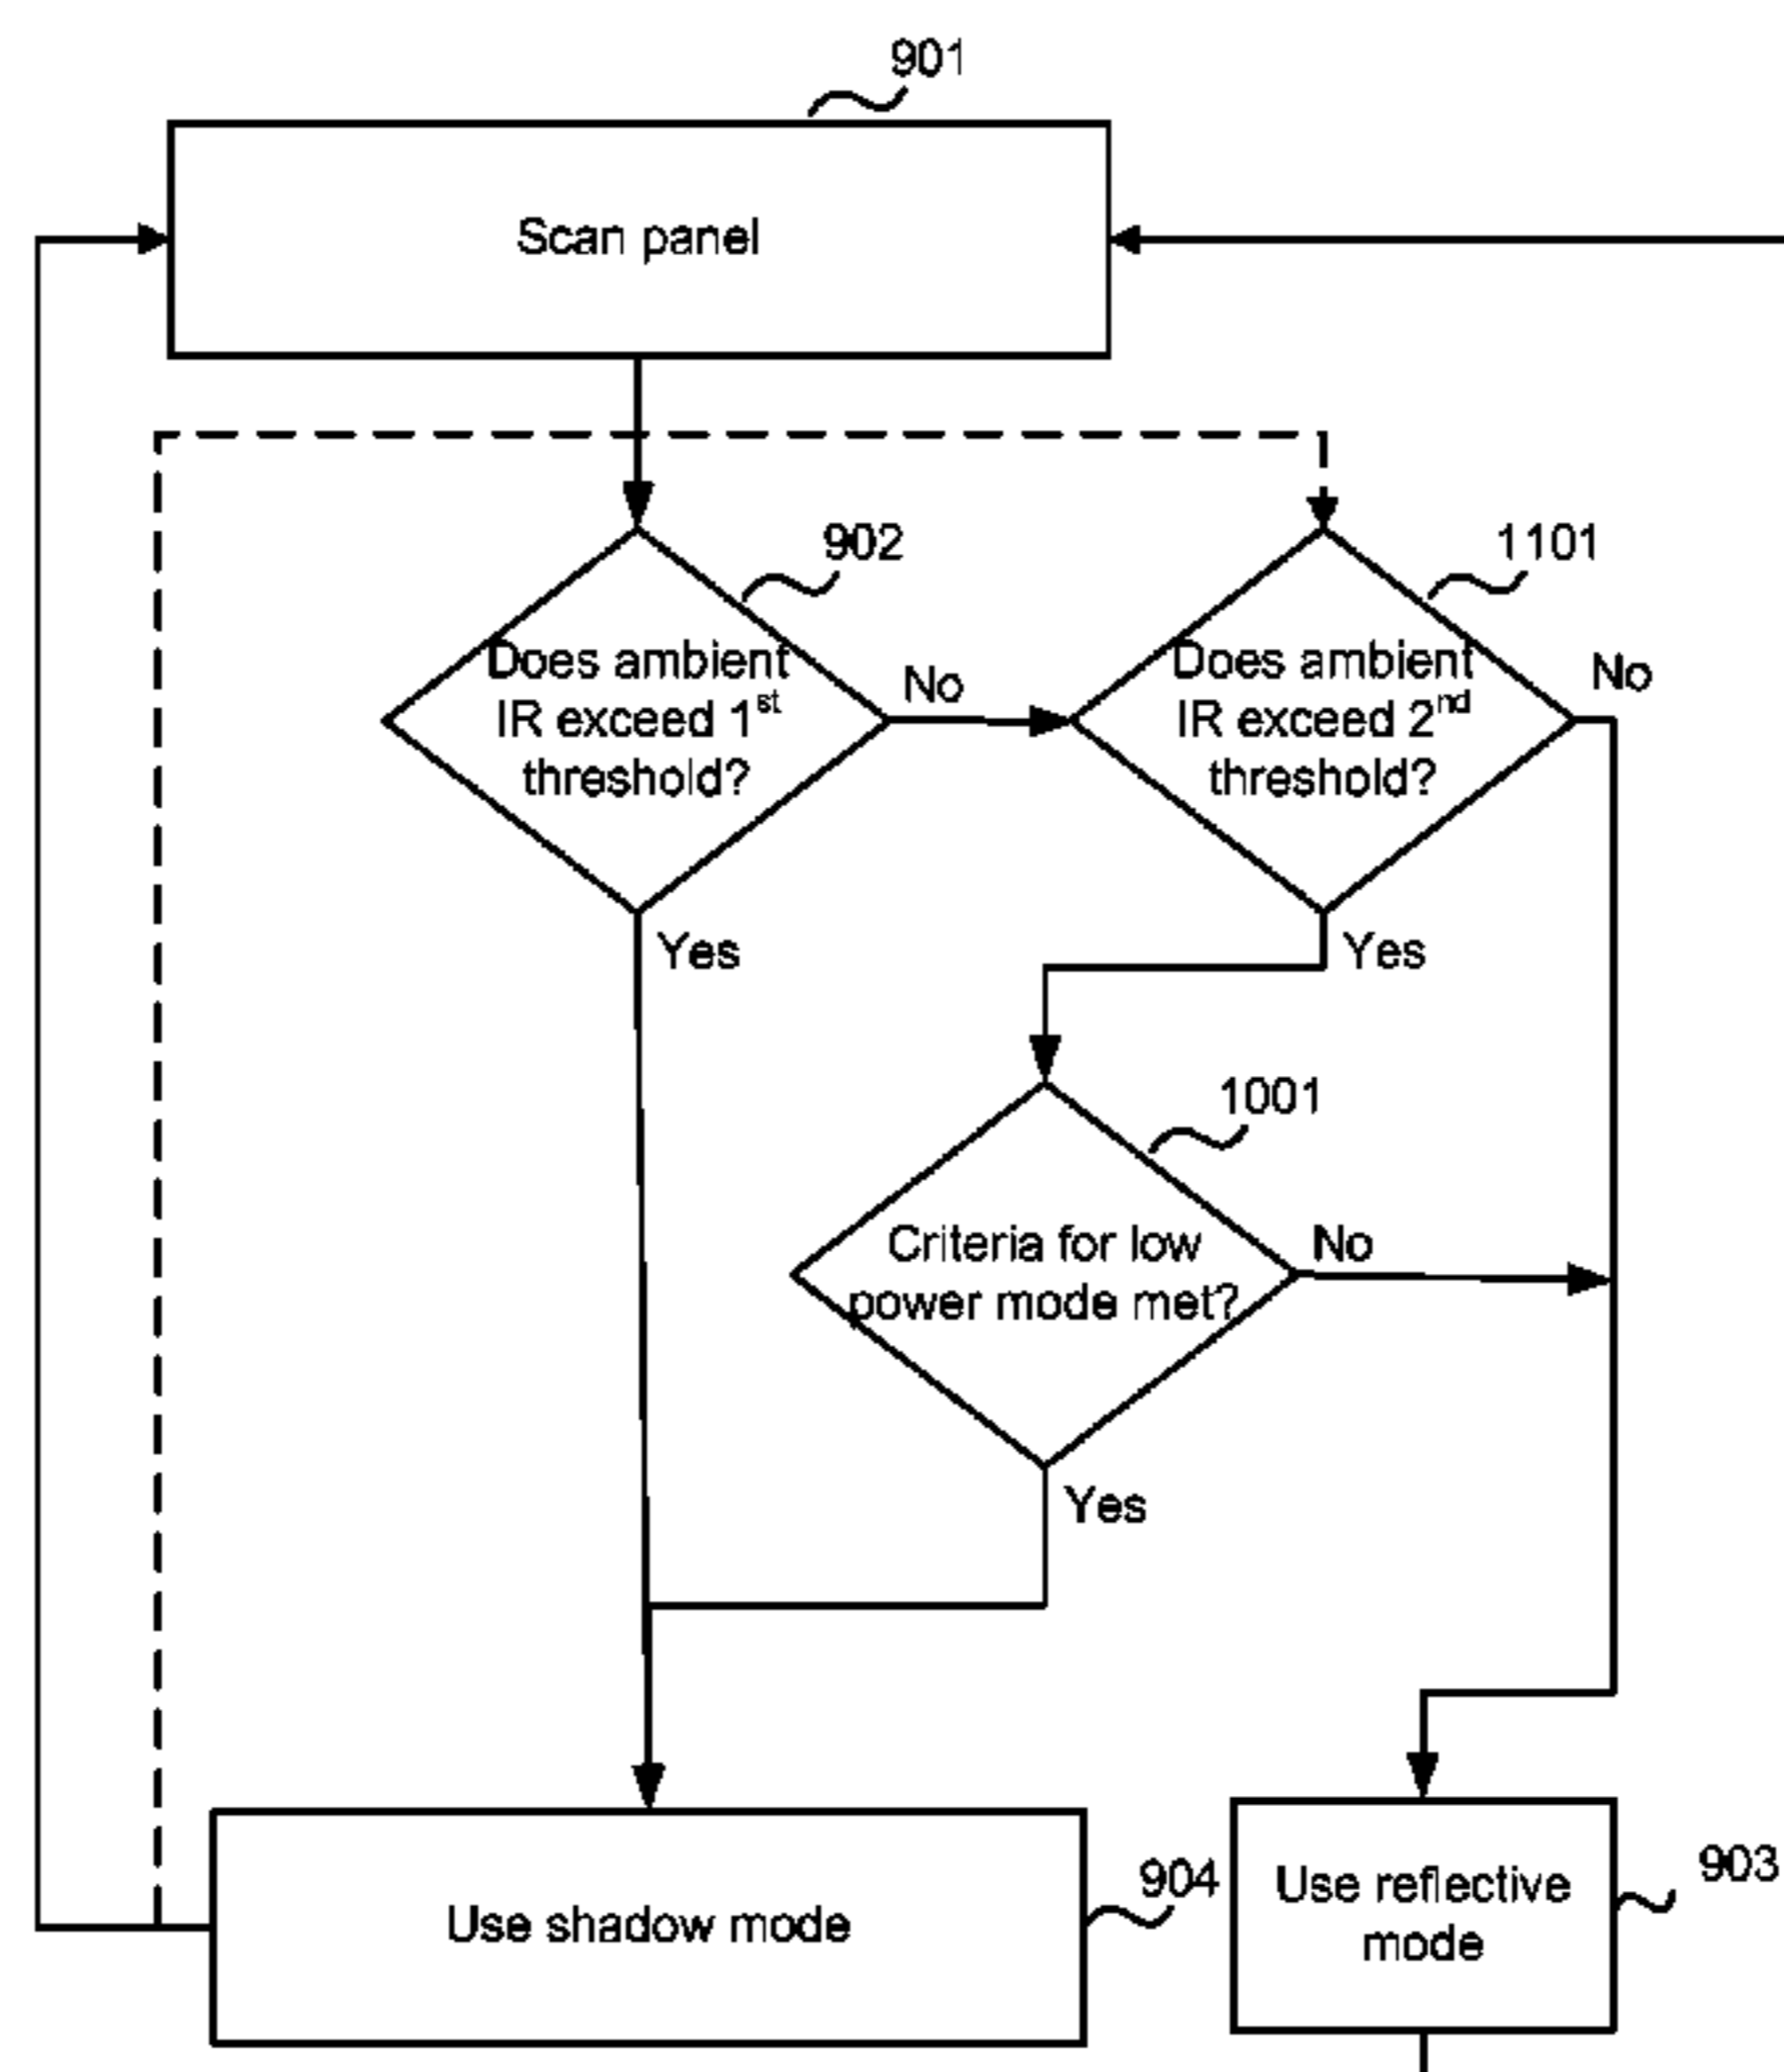 901
Scan panel
902
1101
Does ambient
IR exceed 1st
threshold?
No
Does ambient
IR exceed 2nd
threshold?
No
Yes
Yes
1001
Criteria for low
power mode met?
No
Yes
904
903
Use shadow mode
Use reflective
mode